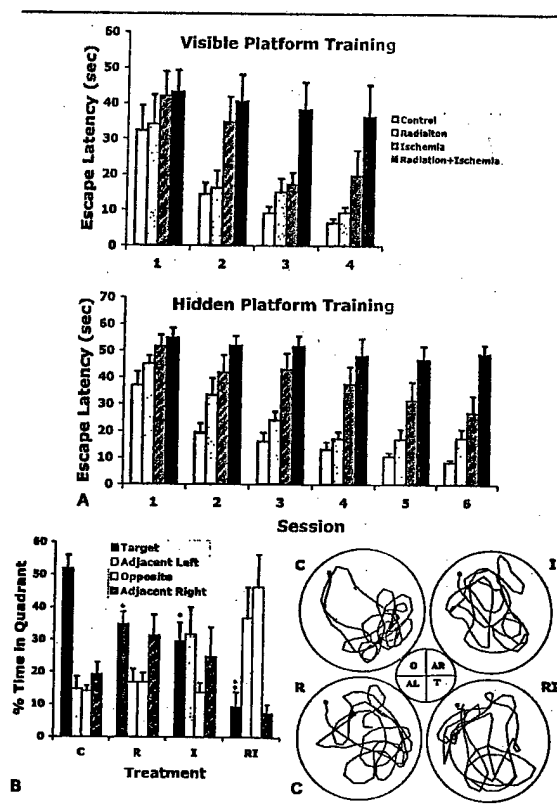 Visible Platform Training
Escape Latency (sec)
60
50
40
30
20
10
0
1 2 3 4
Control
Radiaiton
Ischemia
Radiation+Ischemia
Hidden Platform Training
Escape Latency (sec)
70
60
50
40
30
20
10
0
1 2 3 4 5 6
A
Session
% Time in Quadrant
60
50
40
30
20
10
0
Target
Adjacent Left
Opposite
Adjacent Right
*
*
**
C R I RI
Treatment
B
C I
O AR
AL T
R RI
C